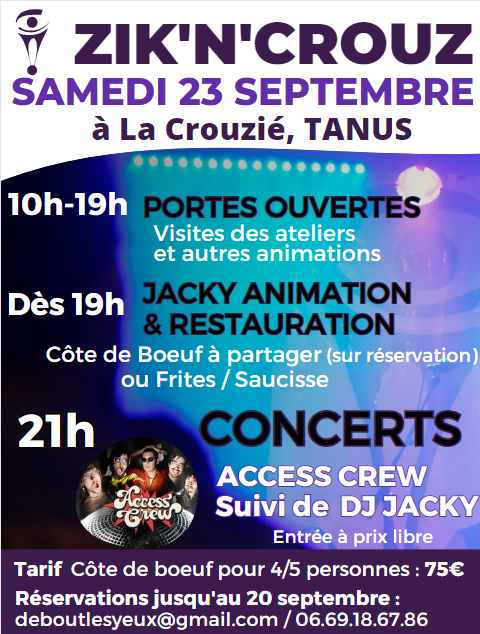 ZIK'N'CROUZ
SAMEDI 23 SEPTEMBRE
à La Crouzié, TANUS
10h-19h PORTES OUVERTES
Visites des ateliers
et autres animations
Dès 19h JACKY ANIMATION
& RESTAURATION
Côte de Boeuf à partager (sur réservation)
ou Frites / Saucisse
21h CONCERTS
Access
Crew
ACCESS CREW
Suivi de DJ JACKY
Entrée à prix libre
Tarif Côte de boeuf pour 4/5 personnes : 75€
Réservations jusqu'au 20 septembre :
deboutlesyeux@gmail.com / 06.69.18.67.86